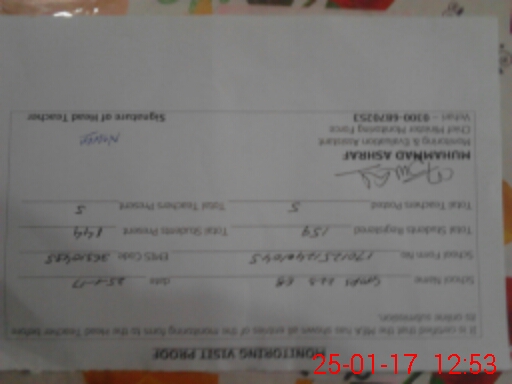 MONITORING VISIT PROOF
It is certified that the MEA has shown all entries of the monitoring form to the Head Teacher before its online submission.
School Name date 25-1-17
School Form No EMIS Code
Total Students Registered 159 Total Students Present 144
Total Teachers Posted 5 Total Teachers Present 5
MUHAMMAD ASHRAF
Monitoring & Evaluation Assistant
Chief Minister Monitoring Force
Vehari - 0300-6870253 Signature of Head Teacher
25-01-17 12:53